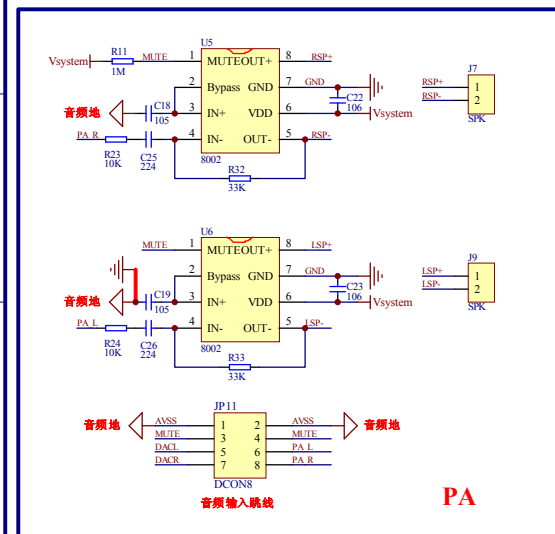 U5
Vsystem
R11
1M
MUTE
1
MUTEOUT+
8
RSP+
2
Bypass
GND
7
GND
音频地
C18
105
3
IN+
VDD
6
C22
106
Vsystem
PA_R
R23
10K
C25
224
4
IN-
OUT-
5
RSP-
8002
R32
33K
J7
RSP+
1
RSP-
2
SPK
U6
MUTE
1
MUTEOUT+
8
LSP+
2
Bypass
GND
7
GND
音频地
C19
105
3
IN+
VDD
6
C23
106
Vsystem
PA_L
R24
10K
C26
224
4
IN-
OUT-
5
LSP-
8002
R33
33K
J9
LSP+
1
LSP-
2
SPK
JP11
音频地
AVSS
1
2
AVSS
音频地
MUTE
3
4
MUTE
DACL
5
6
PA_L
DACR
7
8
PA_R
DCON8
音频输入跳线
PA